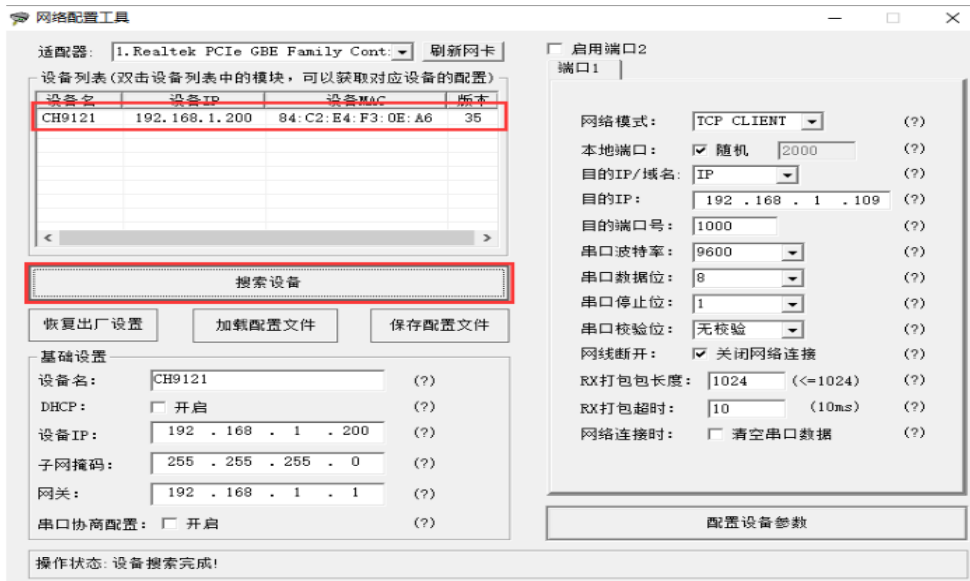 网络配置工具
适配器: 1.Realtek PCIe GBE Family Cont: 刷新网卡
设备列表(双击设备列表中的模块，可以获取对应设备的配置)
设备名 设备IP 设备MAC 版本
CH9121 192.168.1.200 84:C2:E4:F3:0E:A6 35
搜索设备
恢复出厂设置 加载配置文件 保存配置文件
基础设置
设备名: CH9121 (?)
DHCP: 开启 (?)
设备IP: 192 . 168 . 1 . 200 (?)
子网掩码: 255 . 255 . 255 . 0 (?)
网关: 192 . 168 . 1 . 1 (?)
串口协商配置: 开启 (?)
启用端口2
端口1
网络模式: TCP CLIENT (?)
本地端口: 随机 2000 (?)
目的IP/域名: IP (?)
目的IP: 192 . 168 . 1 . 109 (?)
目的端口号: 1000 (?)
串口波特率: 9600 (?)
串口数据位: 8 (?)
串口停止位: 1 (?)
串口校验位: 无校验 (?)
网线断开: 关闭网络连接 (?)
RX打包包长度: 1024 (<=1024) (?)
RX打包超时: 10 (10ms) (?)
网络连接时: 清空串口数据 (?)
配置设备参数
操作状态:设备搜索完成!